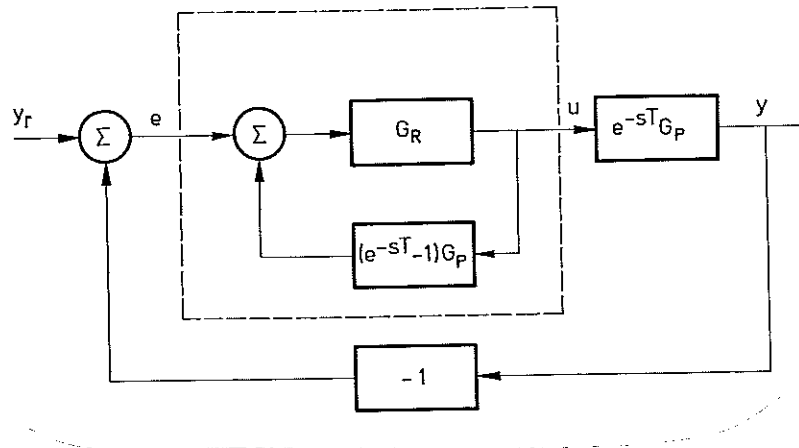 y_r
Σ
e
Σ
G_R
u
e^{-sT}G_P
y
(e^{-sT}-1)G_P
-1